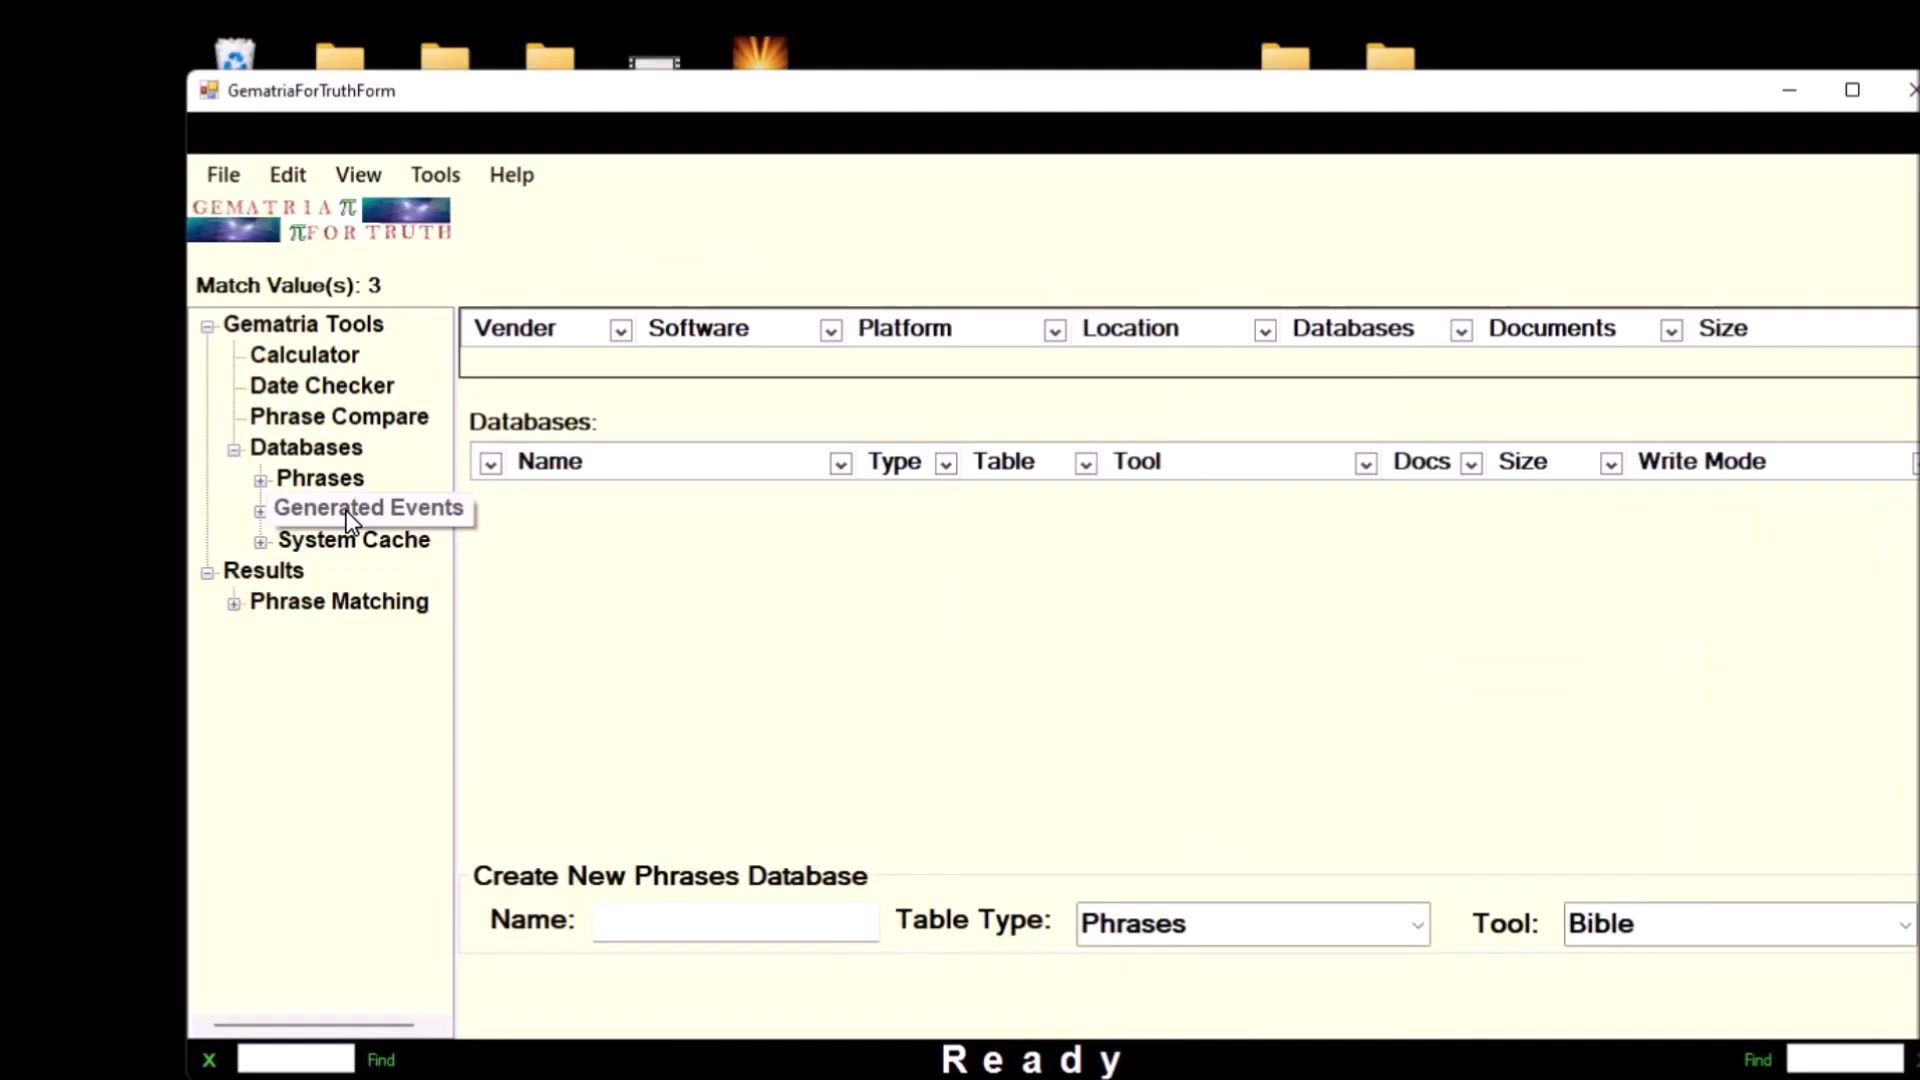 GematriaForTruthForm
File Edit View Tools Help
GEMATRIA π
πFOR TRUTH
Match Value(s): 3
Gematria Tools
Calculator
Date Checker
Phrase Compare
Databases
Phrases
Generated Events
System Cache
Results
Phrase Matching
Vender Software Platform Location Databases Documents Size
Databases:
Name Type Table Tool Docs Size Write Mode
Create New Phrases Database
Name: Table Type: Phrases Tool: Bible
X Find Ready Find